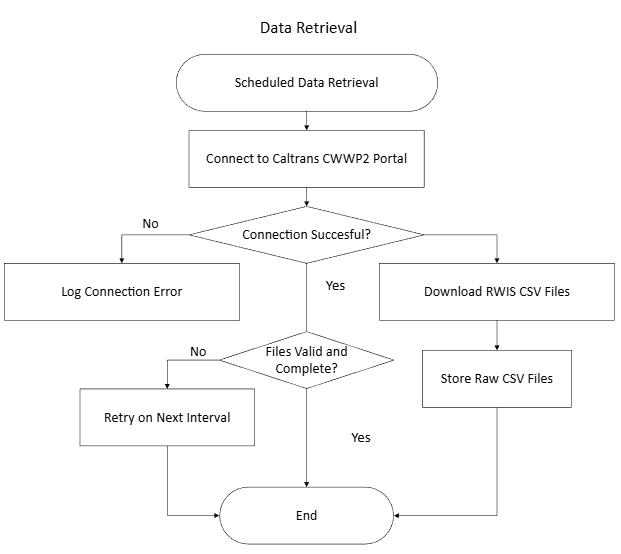 Data Retrieval
Scheduled Data Retrieval
Connect to Caltrans CWWP2 Portal
Connection Succesful?
No
Log Connection Error
Yes
Download RWIS CSV Files
Files Valid and
Complete?
No
Store Raw CSV Files
Retry on Next Interval
Yes
End